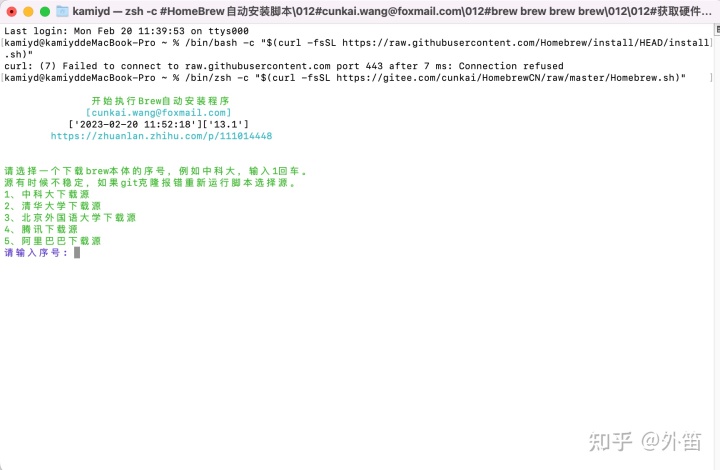 kamiyd — zsh -c #HomeBrew自动安装脚本\012#cunkai.wang@foxmail.com\012#brew brew brew brew\012\012#获取硬件...
Last login: Mon Feb 20 11:39:53 on ttys000
[kamiyd@kamiyddeMacBook-Pro ~ % /bin/bash -c "$(curl -fsSL https://raw.githubusercontent.com/Homebrew/install/HEAD/install]
.sh)"
curl: (7) Failed to connect to raw.githubusercontent.com port 443 after 7 ms: Connection refused
[kamiyd@kamiyddeMacBook-Pro ~ % /bin/zsh -c "$(curl -fsSL https://gitee.com/cunkai/HomebrewCN/raw/master/Homebrew.sh)" ]
开始执行Brew自动安装程序
[cunkai.wang@foxmail.com]
['2023-02-20 11:52:18']['13.1']
https://zhuanlan.zhihu.com/p/111014448
请选择一个下载brew本体的序号，例如中科大，输入1回车。
源有时候不稳定，如果git克隆报错重新运行脚本选择源。
1、中科大下载源
2、清华大学下载源
3、北京外国语大学下载源
4、腾讯下载源
5、阿里巴巴下载源
请输入序号：
知乎 @外笛